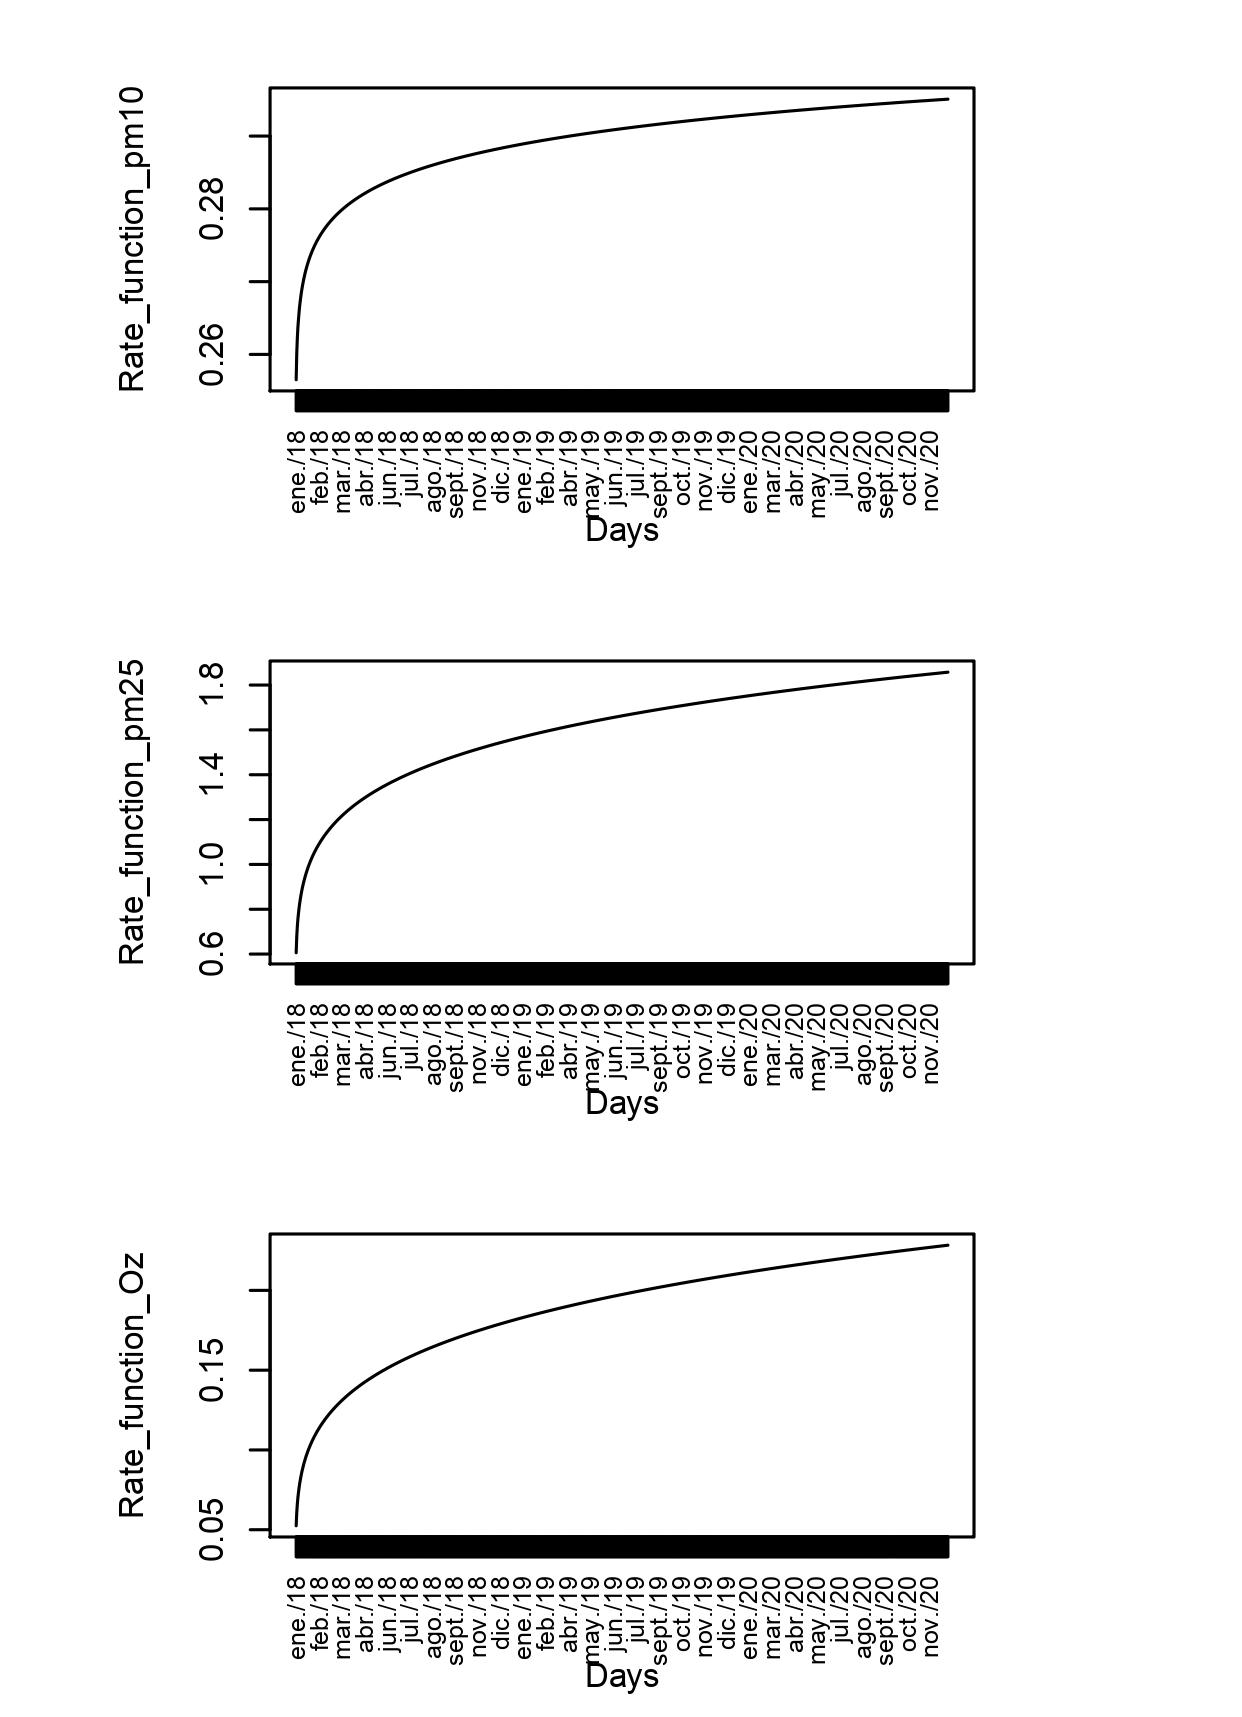 Rate_function_pm10
0.28
0.26
ene./18 feb./18 mar./18 abr./18 jun./18 jul./18 ago./18 sept./18 nov./18 dic./18 ene./19 feb./19 abr./19 may./19 jun./19 jul./19 sept./19 oct./19 nov./19 dic./19 ene./20 mar./20 abr./20 may./20 jul./20 ago./20 sept./20 oct./20 nov./20
Days
Rate_function_pm25
1.8
1.4
1.0
0.6
ene./18 feb./18 mar./18 abr./18 jun./18 jul./18 ago./18 sept./18 nov./18 dic./18 ene./19 feb./19 abr./19 may./19 jun./19 jul./19 sept./19 oct./19 nov./19 dic./19 ene./20 mar./20 abr./20 may./20 jul./20 ago./20 sept./20 oct./20 nov./20
Days
Rate_function_Oz
0.15
0.05
ene./18 feb./18 mar./18 abr./18 jun./18 jul./18 ago./18 sept./18 nov./18 dic./18 ene./19 feb./19 abr./19 may./19 jun./19 jul./19 sept./19 oct./19 nov./19 dic./19 ene./20 mar./20 abr./20 may./20 jul./20 ago./20 sept./20 oct./20 nov./20
Days